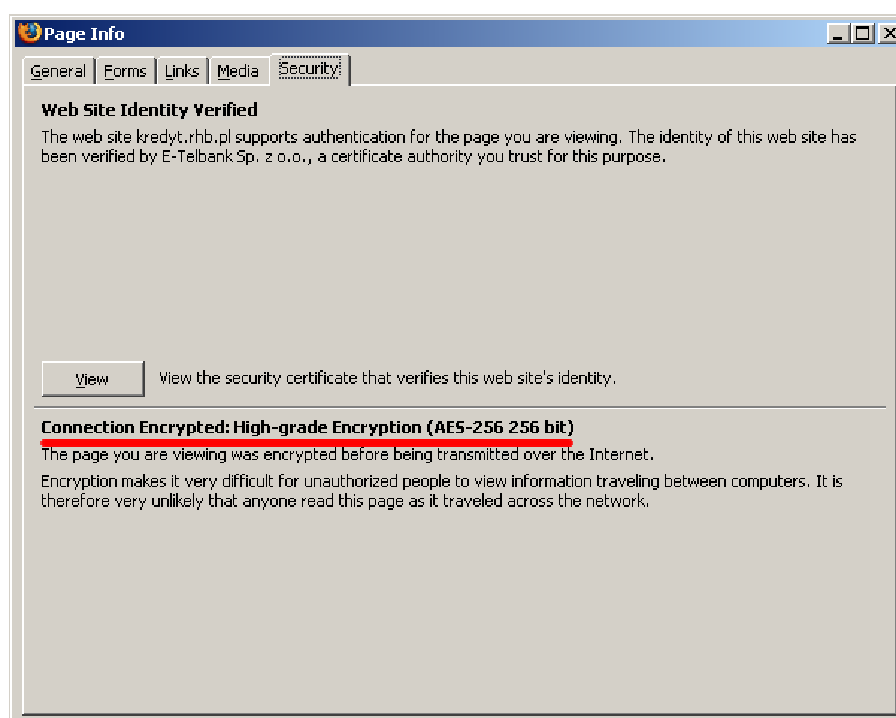 Page Info
General Forms Links Media Security
Web Site Identity Verified
The web site kredyt.rhb.pl supports authentication for the page you are viewing. The identity of this web site has
been verified by E-Telbank Sp. z o.o., a certificate authority you trust for this purpose.
View View the security certificate that verifies this web site's identity.
Connection Encrypted: High-grade Encryption (AES-256 256 bit)
The page you are viewing was encrypted before being transmitted over the Internet.
Encryption makes it very difficult for unauthorized people to view information traveling between computers. It is
therefore very unlikely that anyone read this page as it traveled across the network.